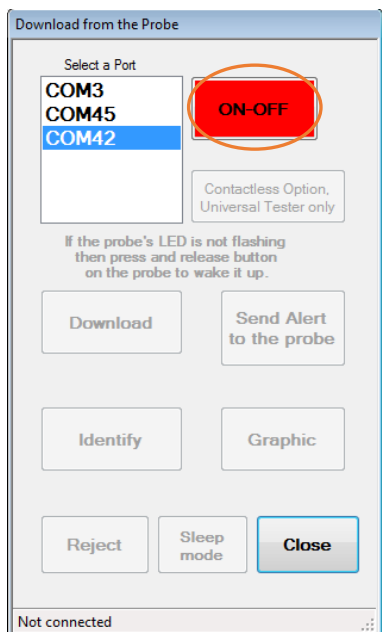 Download from the Probe
Select a Port
COM3
COM45
COM42
ON-OFF
Contactless Option,
Universal Tester only
If the probe's LED is not flashing
then press and release button
on the probe to wake it up.
Download
Send Alert
to the probe
Identify
Graphic
Reject
Sleep
mode
Close
Not connected